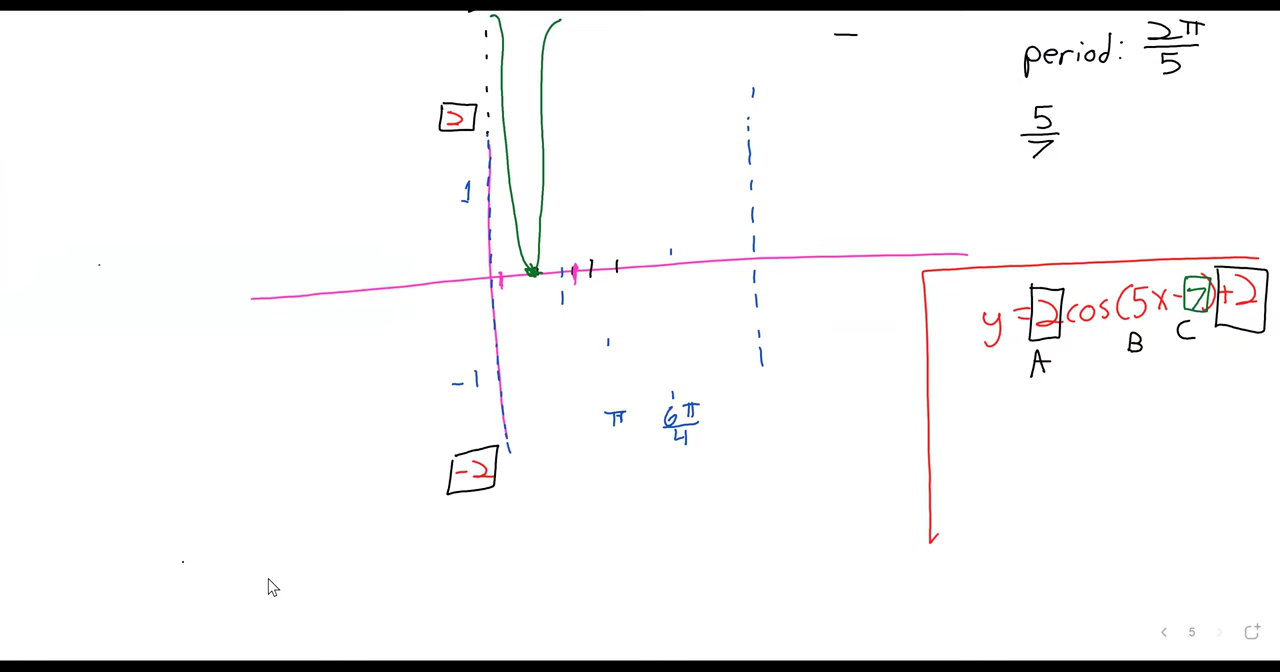 period: 2π/5
5/7
2
1
y = 2cos(5x-7)+2
A B C
-1
π 6π/4
-2
5